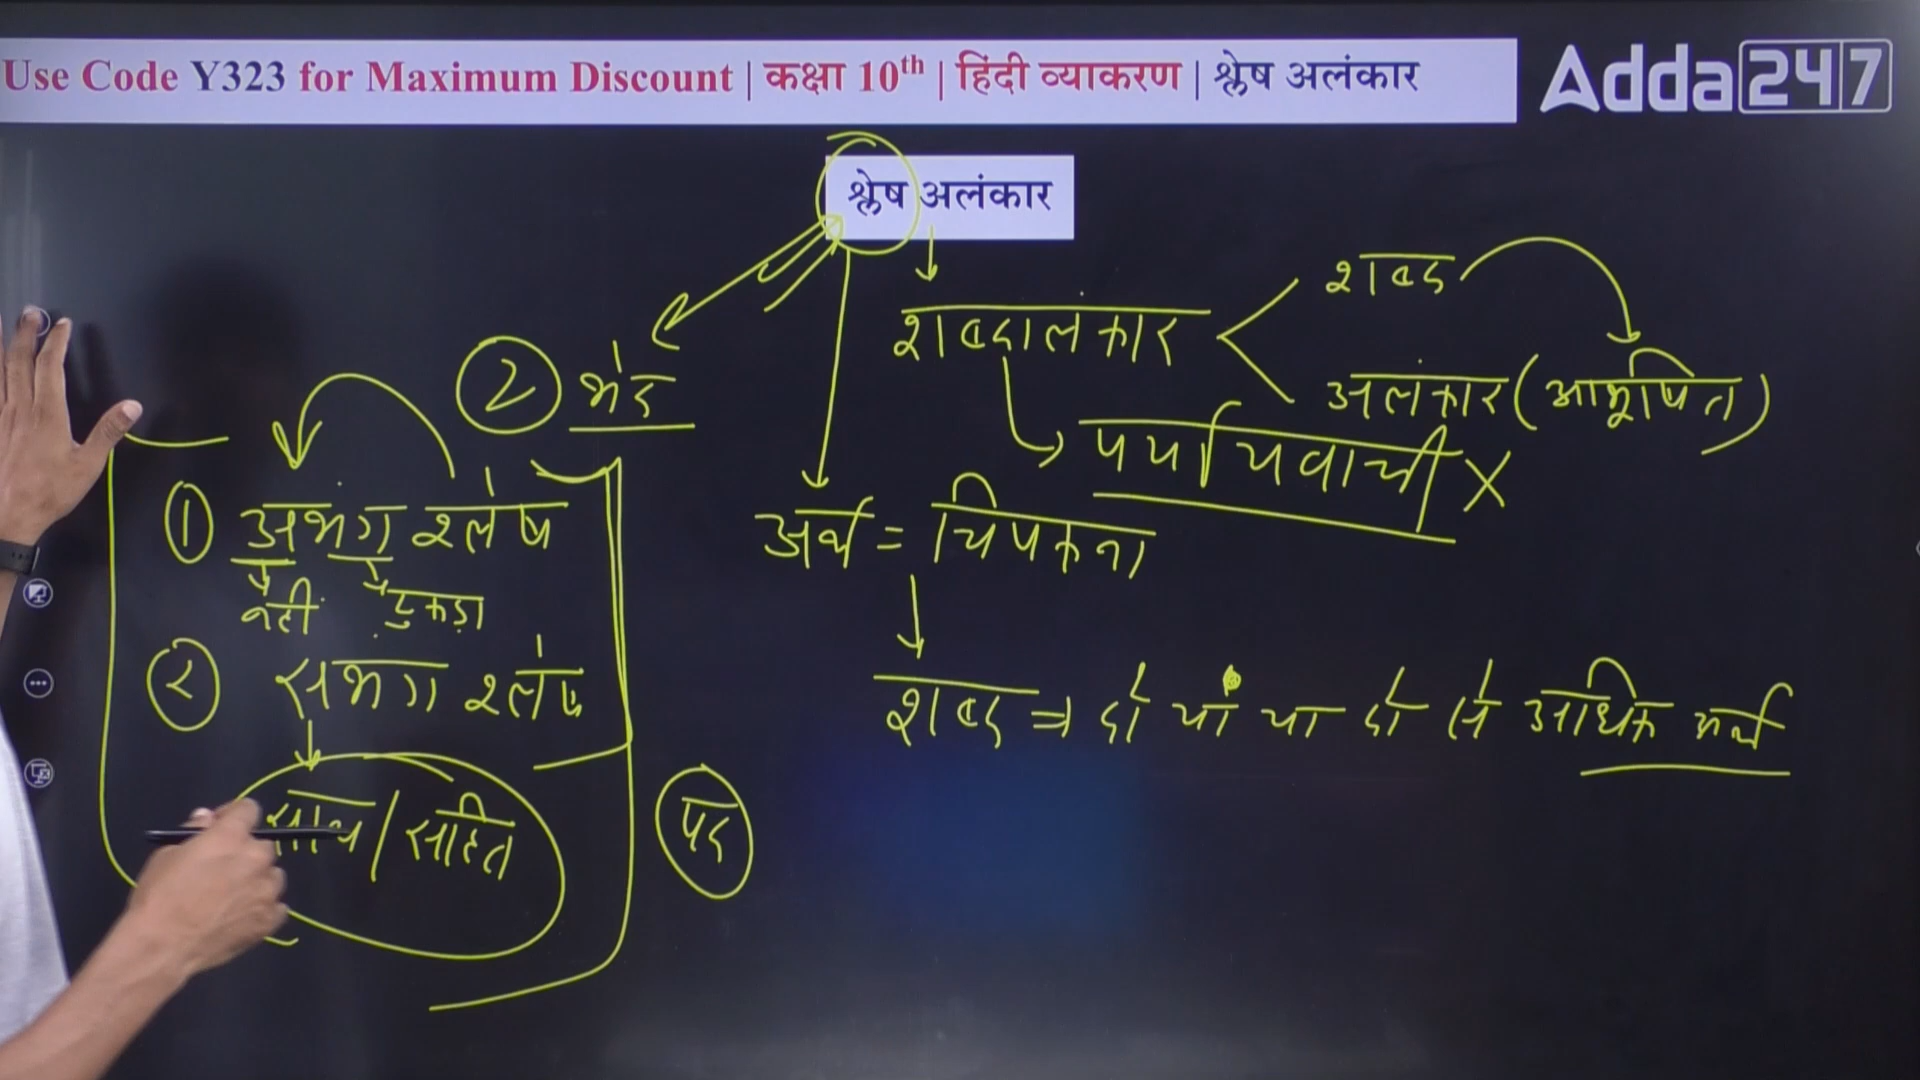 Use Code Y323 for Maximum Discount | कक्षा 10th | हिंदी व्याकरण | श्लेष अलंकार
Adda247
श्लेष अलंकार
शब्दालंकार
शब्द
अलंकार (आभूषित)
पर्यायवाची X
2 भेद
अर्थ = चिपकना
शब्द ⇒ दो या या दो से अधिक अर्थ
1 अभंग श्लेष
नहीं टुकड़ा
२ सभंग श्लेष
साथ / सहित
पद